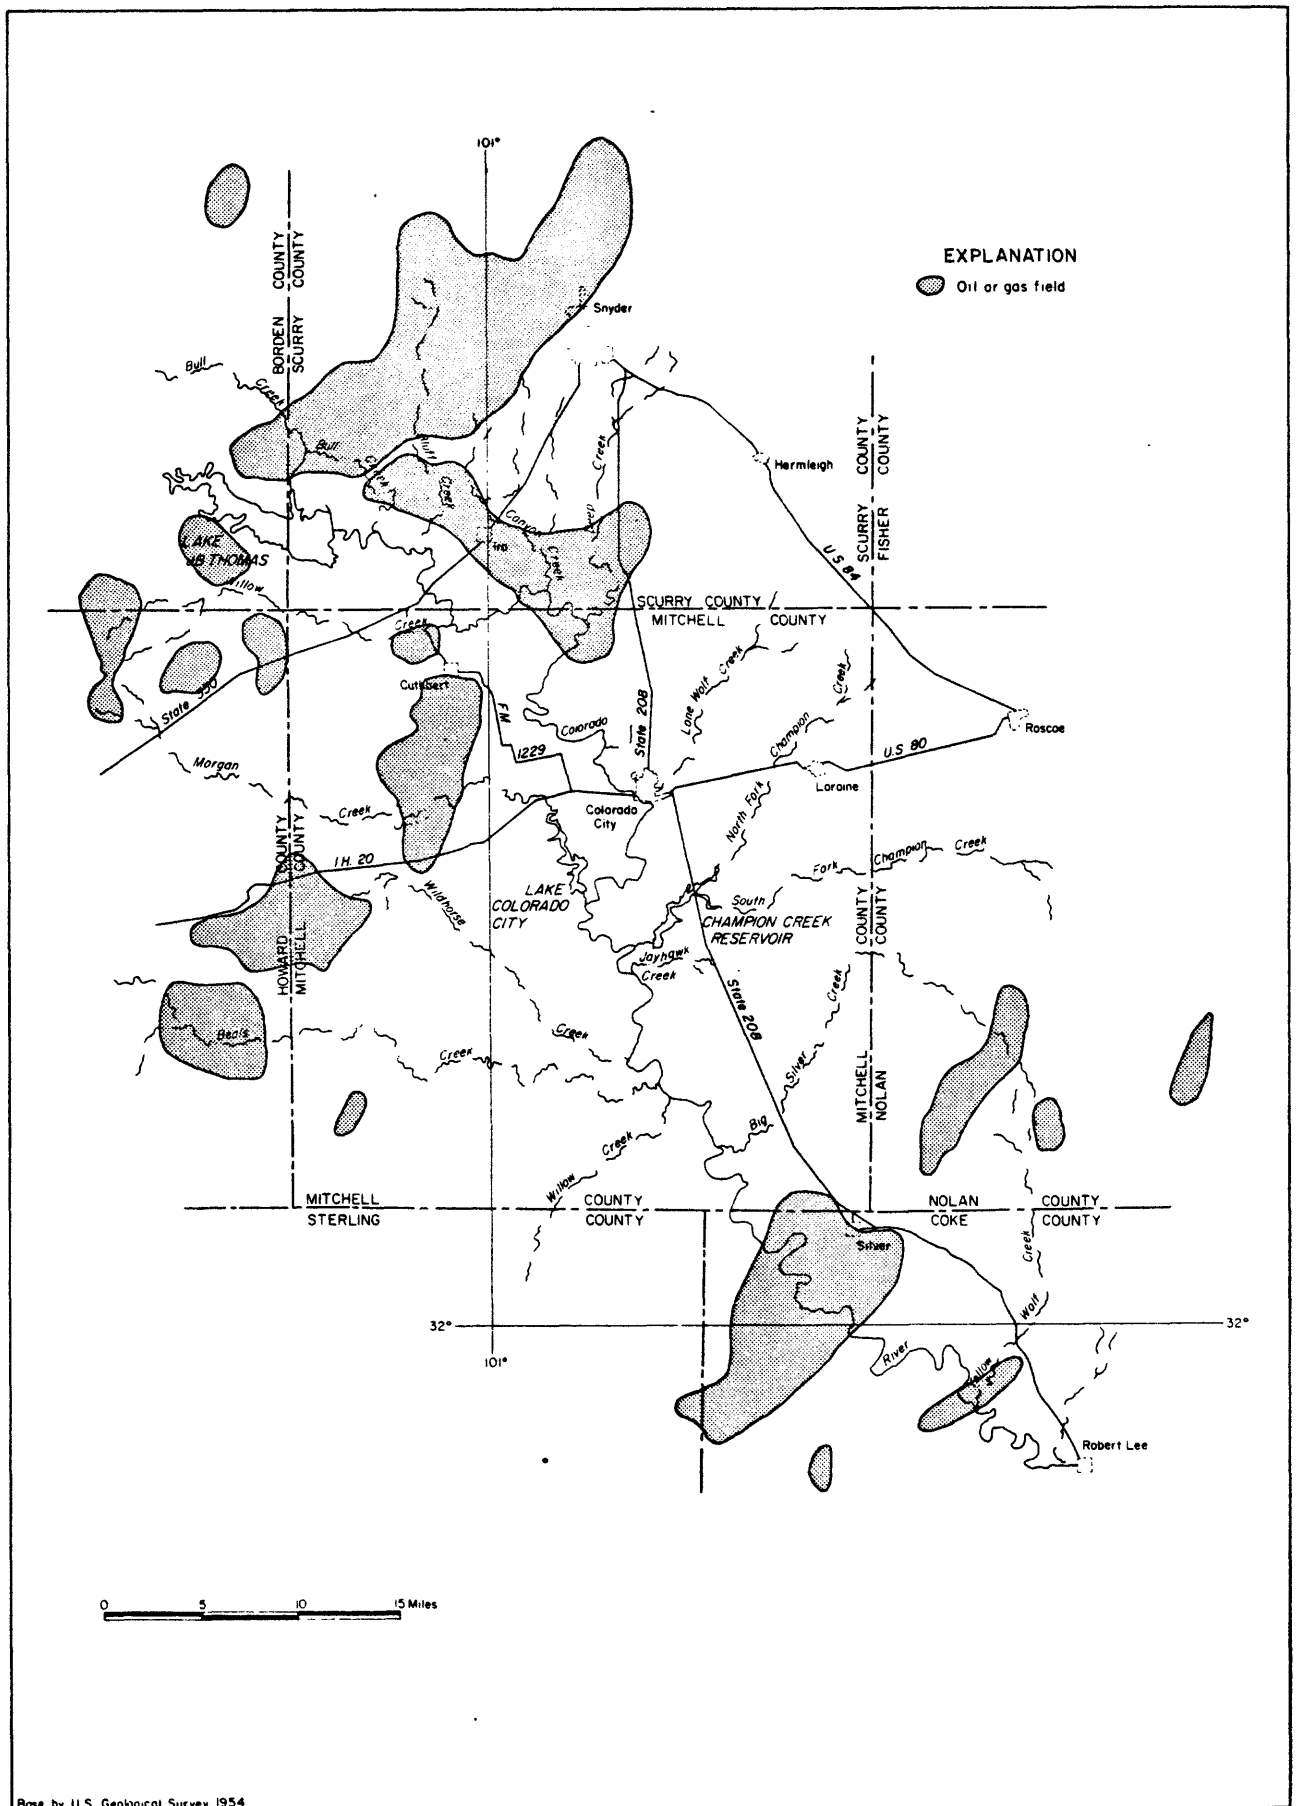 101°
EXPLANATION
Oil or gas field
BORDEN COUNTY
SCURRY COUNTY
Snyder
Bull
Creek
Bull
Creek
Bluff
Creek
Creek
Deep
Hermleigh
SCURRY COUNTY
FISHER COUNTY
Canyon
Creek
Ira
LAKE
JB THOMAS
Willow
Creek
U S 84
SCURRY COUNTY
MITCHELL COUNTY
Cuthbert
State 350
FM
1229
Colorado
State 208
Lone Wolf Creek
Champion
Creek
Roscoe
U.S 80
Loraine
Morgan
Creek
Colorado
City
North Fork
I H. 20
HOWARD COUNTY
MITCHELL COUNTY
Wildhorse
Creek
LAKE
COLORADO
CITY
South
Fork
Champion
Creek
CHAMPION CREEK
RESERVOIR
Jayhawk
Creek
State 208
MITCHELL COUNTY
NOLAN COUNTY
Beals
Creek
Big
Silver
Creek
Willow
Creek
MITCHELL COUNTY
STERLING COUNTY
NOLAN COUNTY
COKE COUNTY
Silver
Creek
Wolf
32°
32°
101°
River
Robert Lee
0 5 10 15 Miles
Base by U.S. Geological Survey 1954